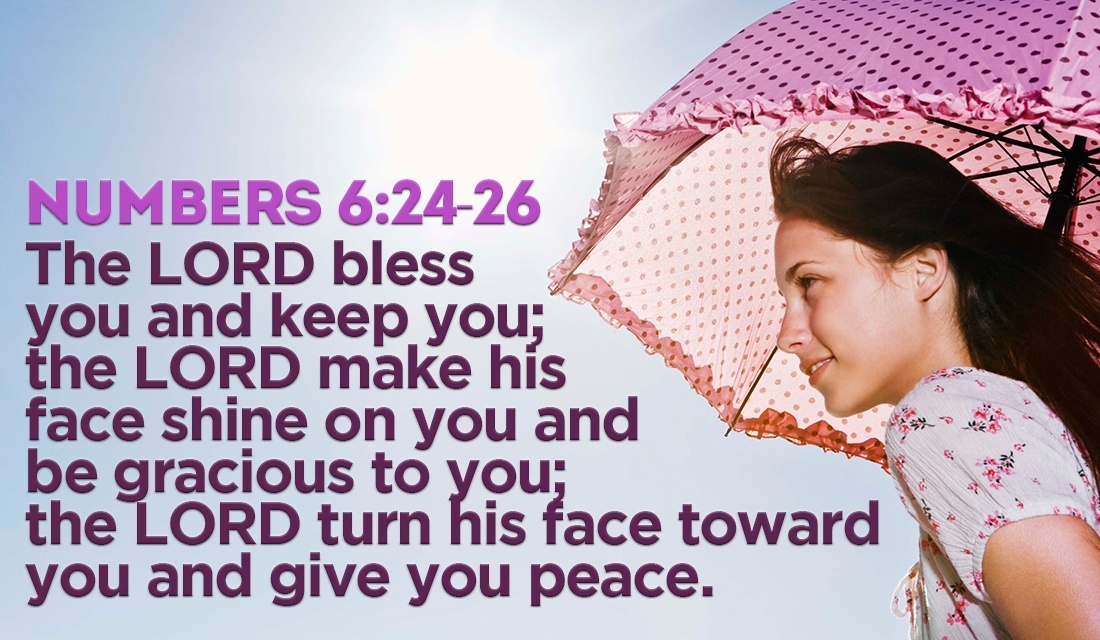 NUMBERS 6:24-26
The LORD bless
you and keep you;
the LORD make his
face shine on you and
be gracious to you;
the LORD turn his face toward
you and give you peace.